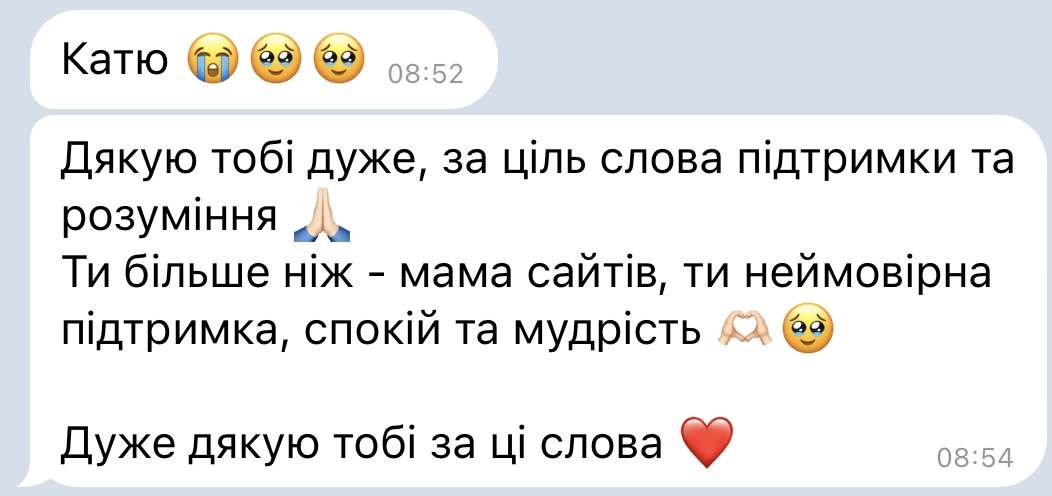 Катю 😭🥹🥹 08:52
Дякую тобі дуже, за ціль слова підтримки та
розуміння 🙏🏻
Ти більше ніж - мама сайтів, ти неймовірна
підтримка, спокій та мудрість 🫶🏻🥹
Дуже дякую тобі за ці слова ❤️ 08:54